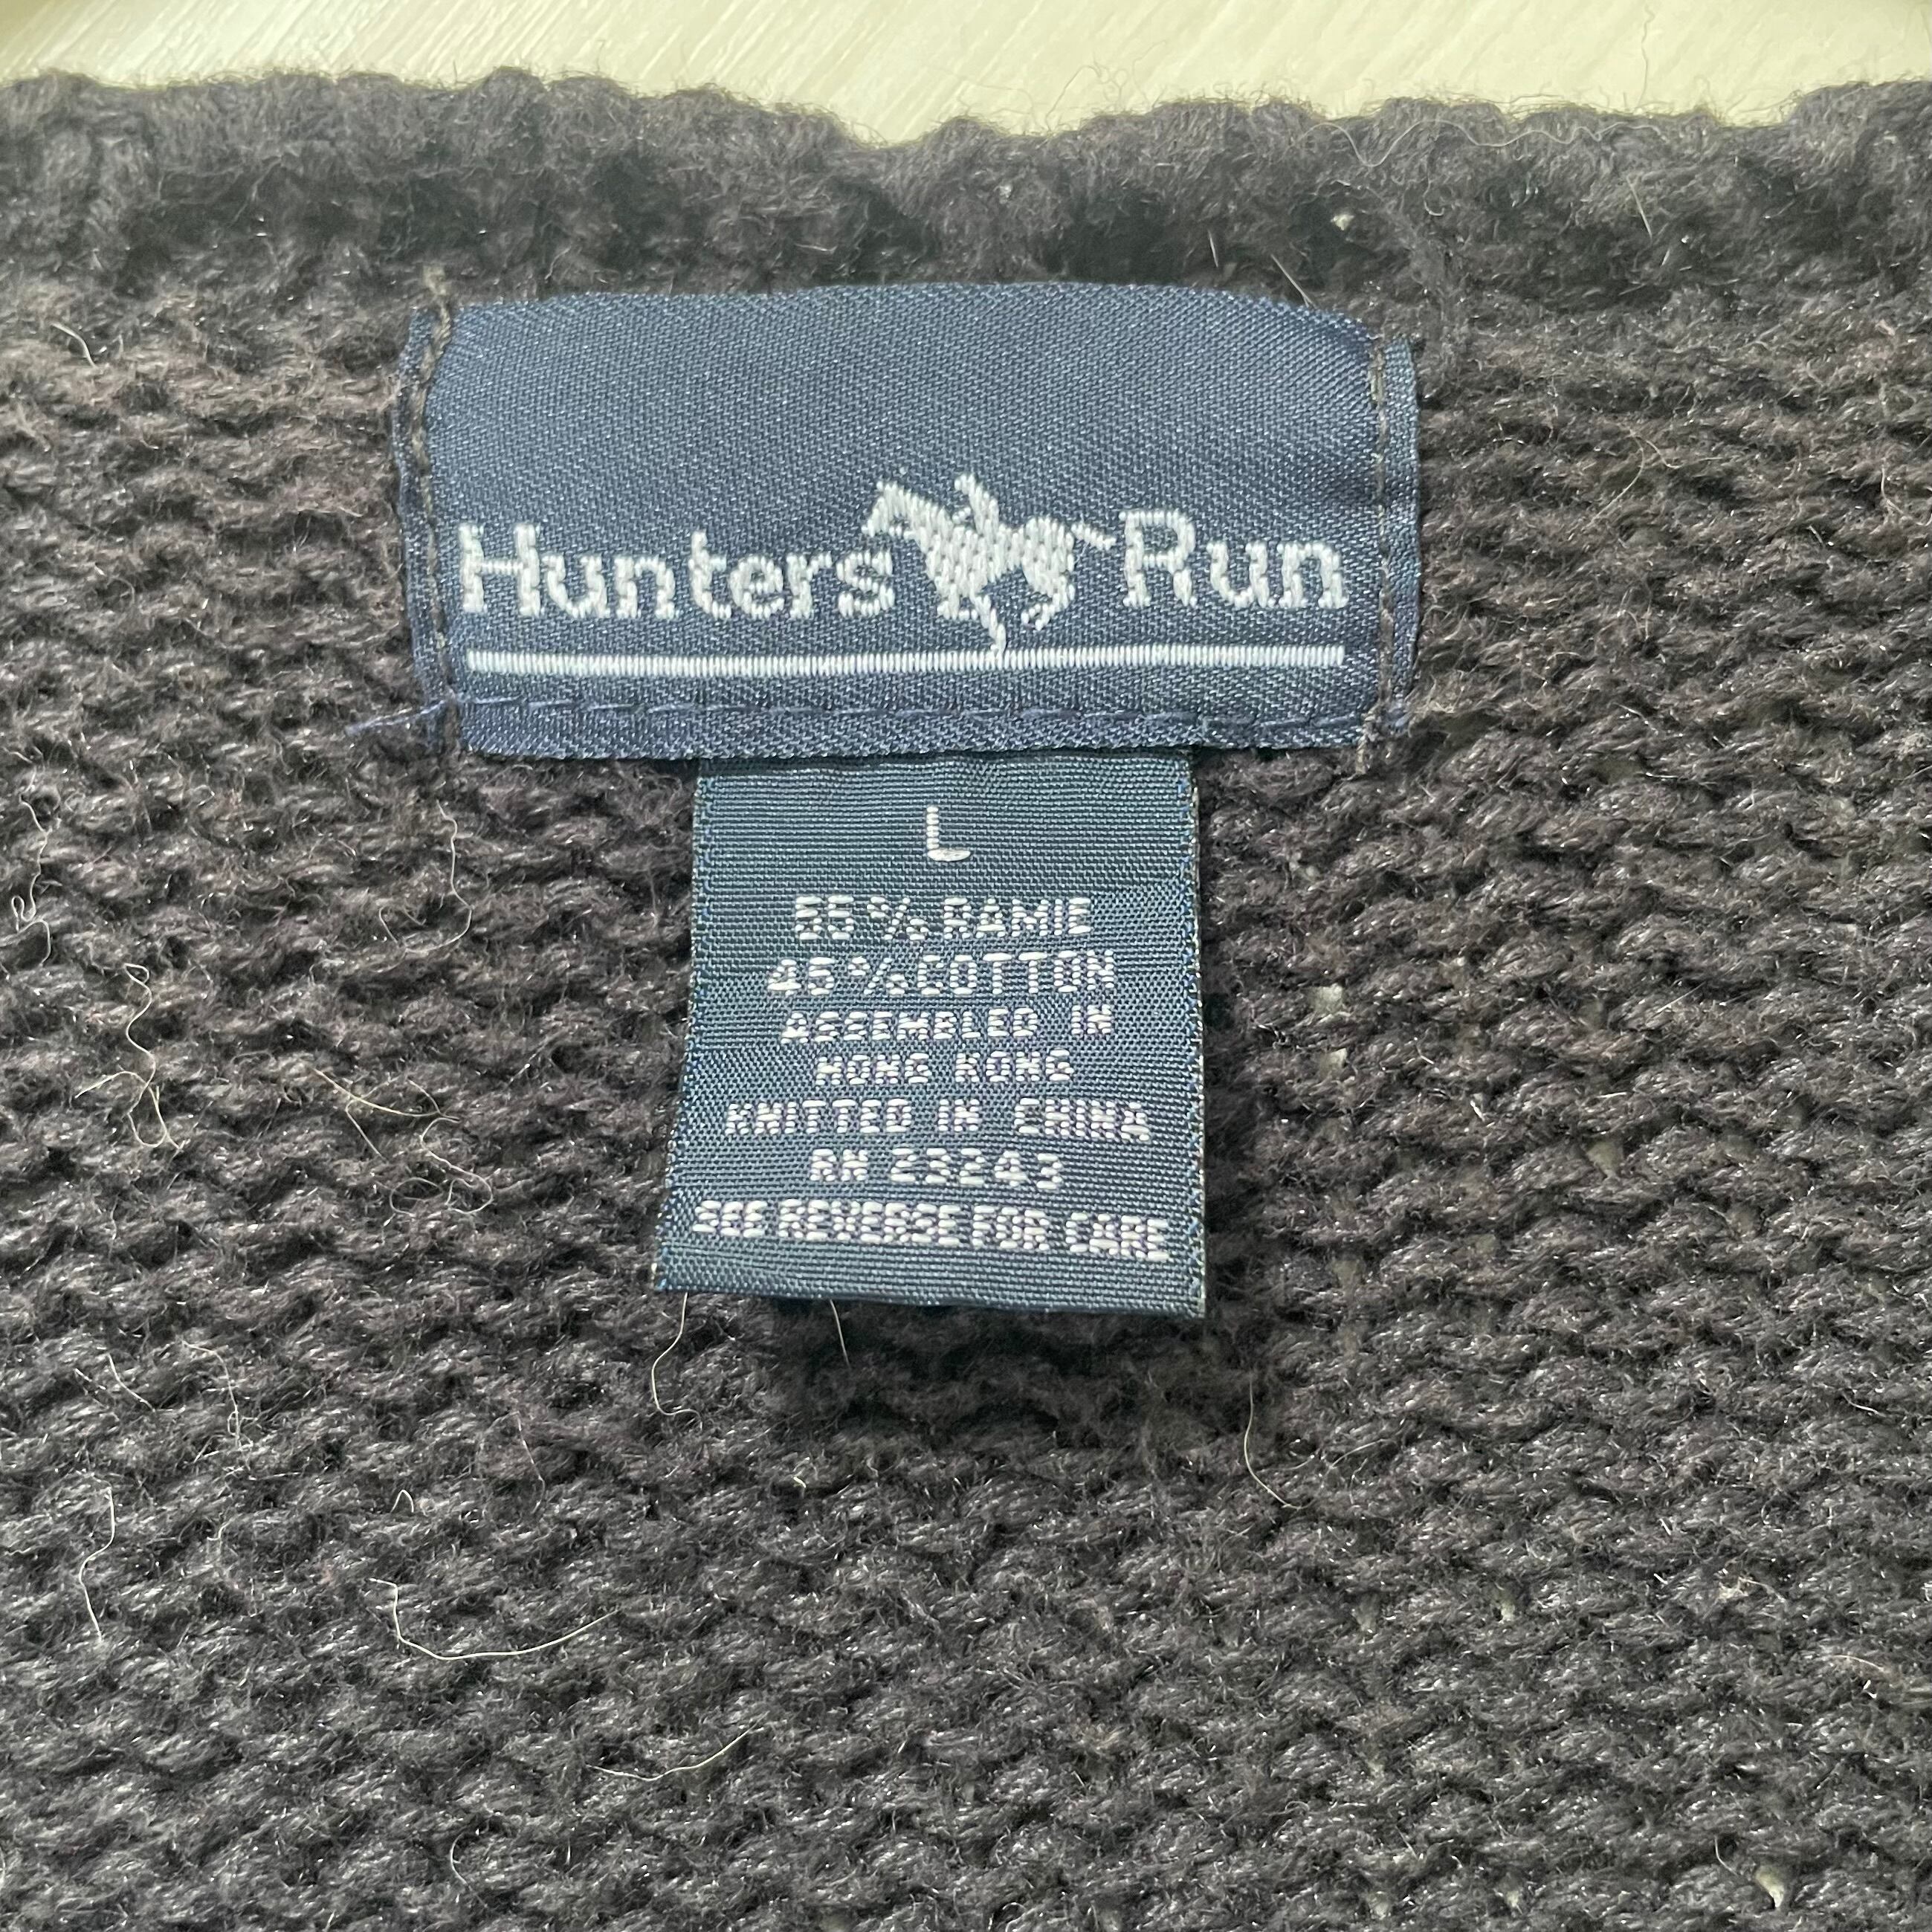 Hunters Run
L
55% RAMIE
45% COTTON
ASSEMBLED IN
HONG KONG
KNITTED IN CHINA
RN 23243
SEE REVERSE FOR CARE